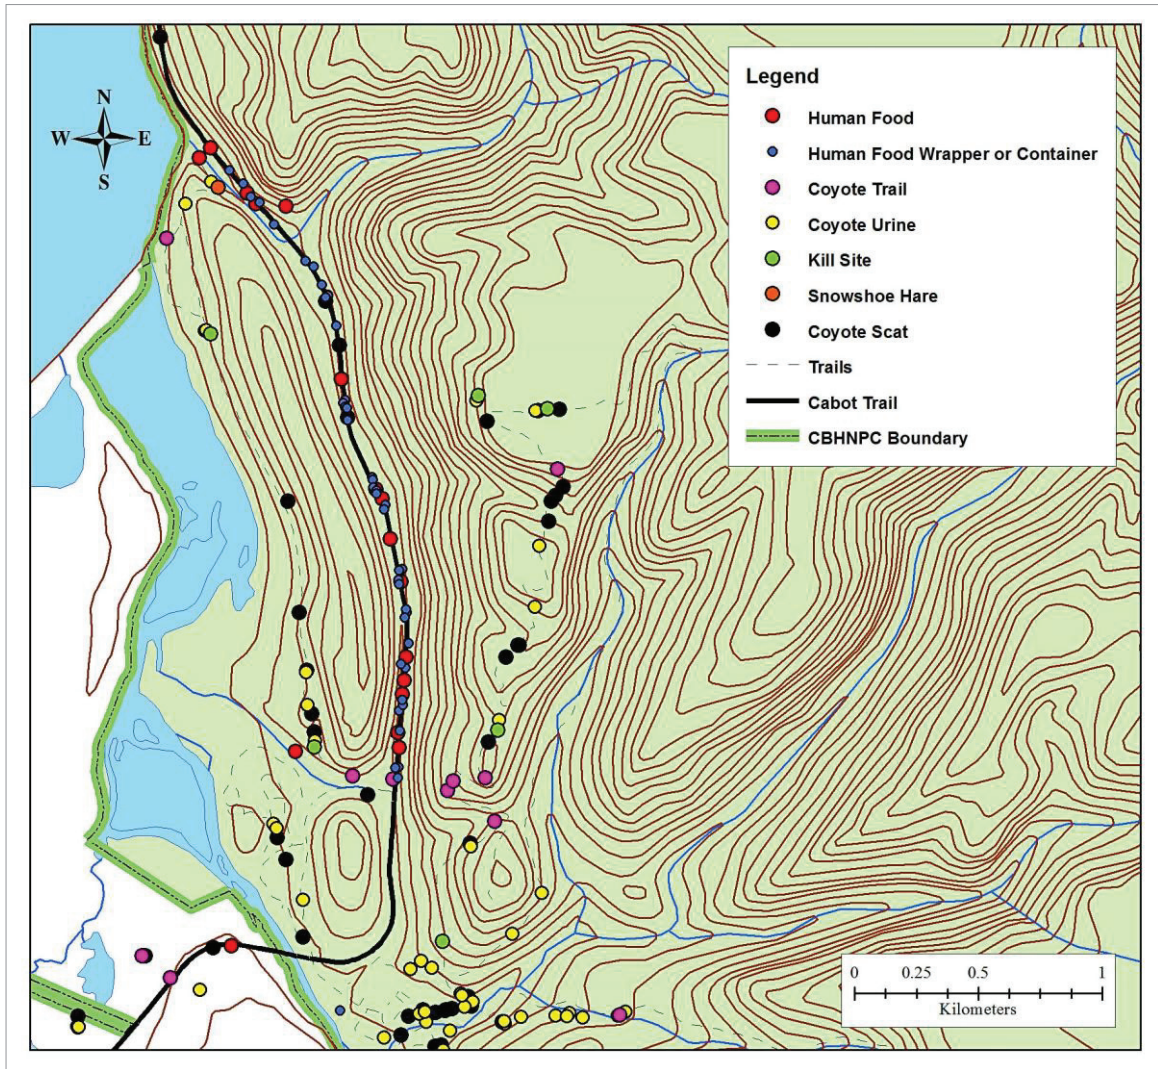 N
W
E
S
Legend
Human Food
Human Food Wrapper or Container
Coyote Trail
Coyote Urine
Kill Site
Snowshoe Hare
Coyote Scat
Trails
Cabot Trail
CBHNPC Boundary
0 0.25 0.5 1
Kilometers